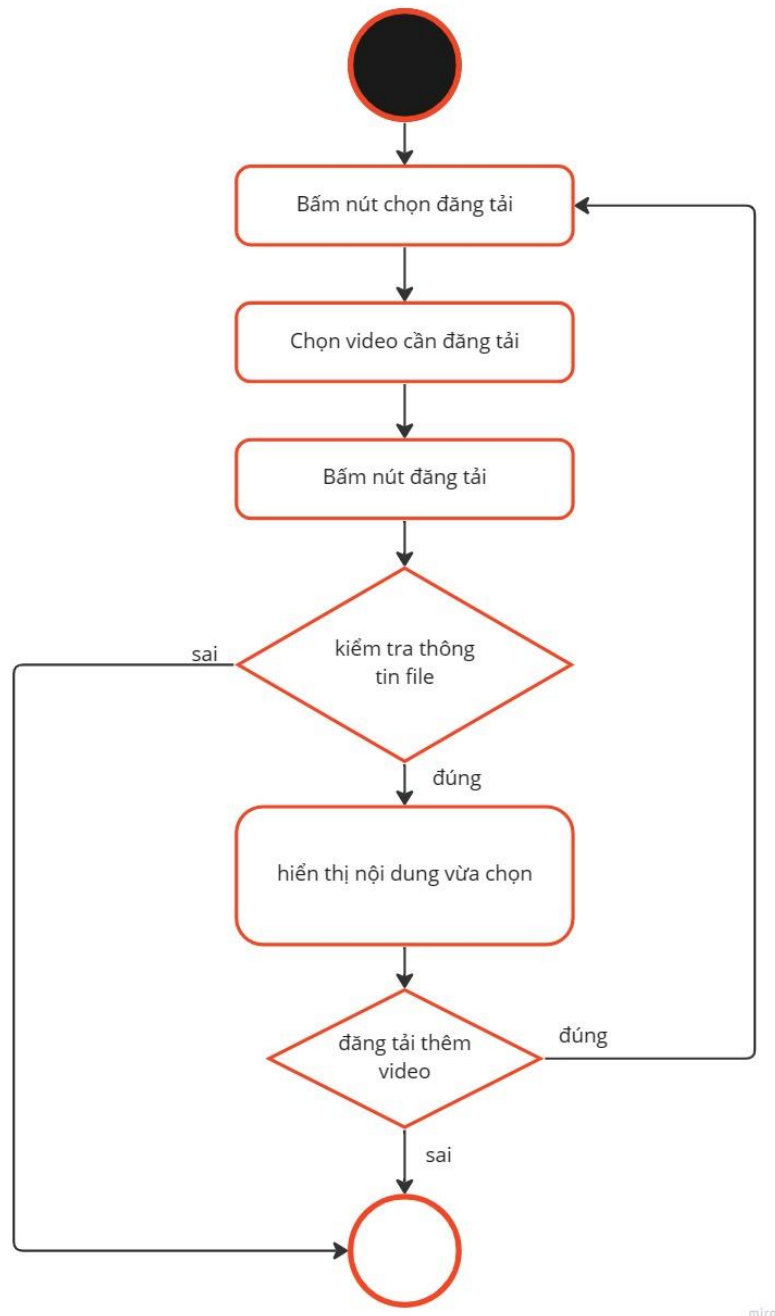 Bấm nút chọn đăng tải
Chọn video cần đăng tải
Bấm nút đăng tải
sai
kiểm tra thông
tin file
đúng
hiển thị nội dung vừa chọn
đăng tải thêm
video
đúng
sai
miro